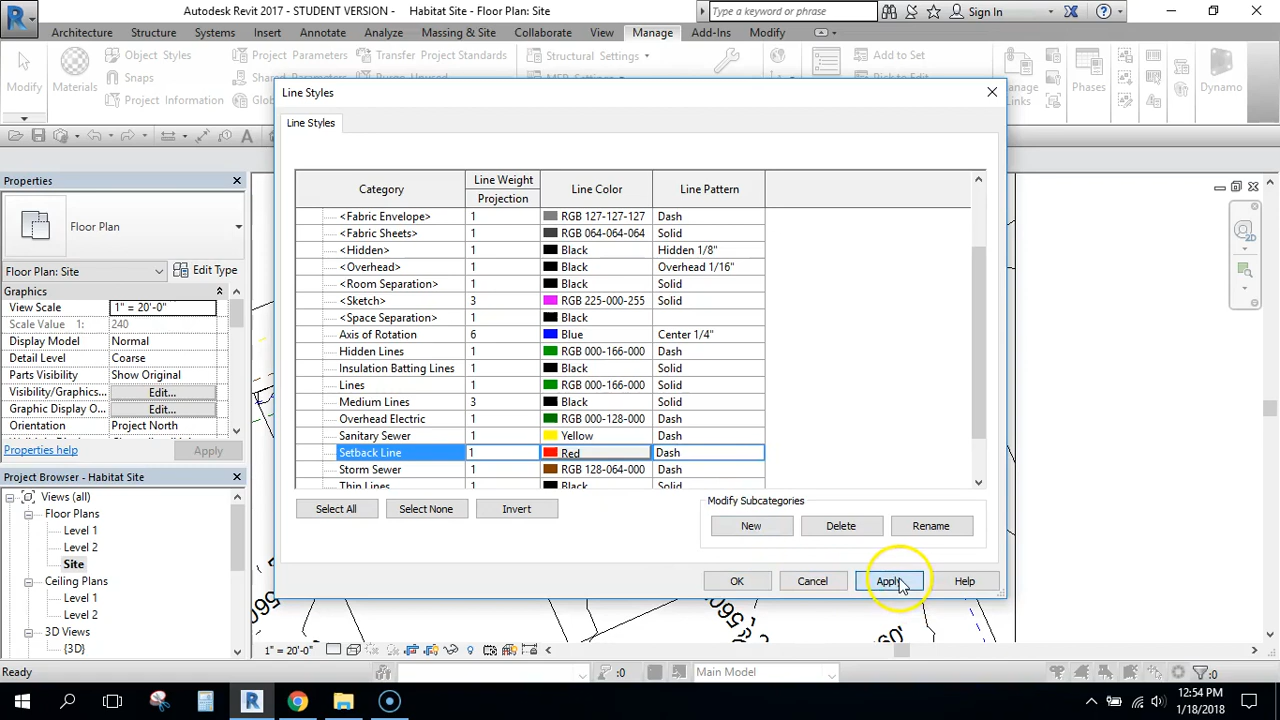 Autodesk Revit 2017 - STUDENT VERSION - Habitat Site - Floor Plan: Site
Type a keyword or phrase
Sign In
Architecture Structure Systems Insert Annotate Analyze Massing & Site Collaborate View Manage Add-Ins Modify
Object Styles Project Parameters Transfer Project Standards Structural Settings Add to Set
Snaps
Project Information
Modify Materials
Manage Links
Phases
Dynamo
Properties
Floor Plan
Floor Plan: Site Edit Type
Graphics
View Scale 1" = 20'-0"
Scale Value 1: 240
Display Model Normal
Detail Level Coarse
Parts Visibility Show Original
Visibility/Graphics... Edit...
Graphic Display O... Edit...
Orientation Project North
Properties help Apply
Project Browser - Habitat Site
Views (all)
Floor Plans
Level 1
Level 2
Site
Ceiling Plans
Level 1
Level 2
3D Views
{3D}
Line Styles
Line Styles
Category Line Weight Line Color Line Pattern
Projection
<Fabric Envelope> 1 RGB 127-127-127 Dash
<Fabric Sheets> 1 RGB 064-064-064 Solid
<Hidden> 1 Black Hidden 1/8"
<Overhead> 1 Black Overhead 1/16"
<Room Separation> 1 Black Solid
<Sketch> 3 RGB 225-000-255 Solid
<Space Separation> 1 Black
Axis of Rotation 6 Blue Center 1/4"
Hidden Lines 1 RGB 000-166-000 Dash
Insulation Batting Lines 1 Black Solid
Lines 1 RGB 000-166-000 Solid
Medium Lines 3 Black Solid
Overhead Electric 1 RGB 000-128-000 Dash
Sanitary Sewer 1 Yellow Dash
Setback Line 1 Red Dash
Storm Sewer 1 RGB 128-064-000 Dash
Thin Lines 1 Black Solid
Select All Select None Invert
Modify Subcategories
New Delete Rename
OK Cancel Apply Help
1" = 20'-0"
Ready
:0
Main Model
:0
12:54 PM
1/18/2018